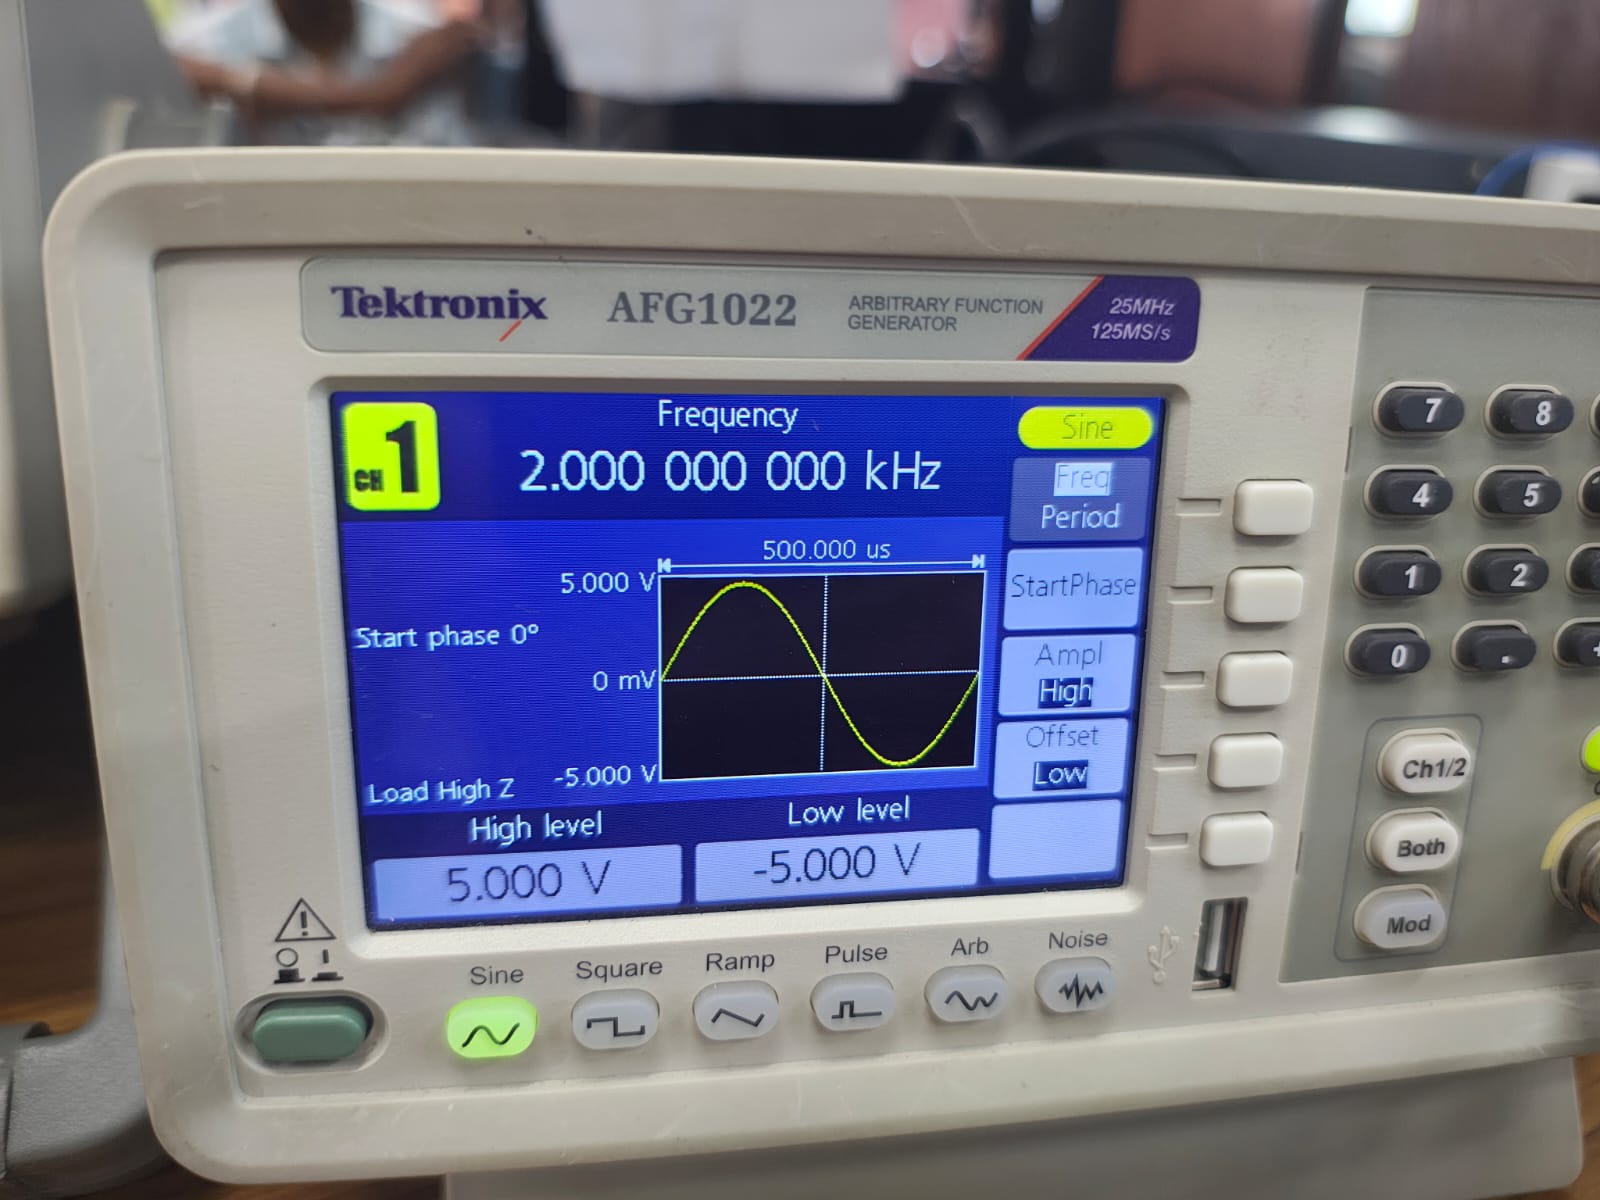 Tektronix AFG1022 ARBITRARY FUNCTION GENERATOR 25MHz 125MS/s
CH 1
Frequency
2.000 000 000 kHz
Sine
Freq
Period
StartPhase
Ampl
High
Offset
Low
500.000 us
5.000 V
Start phase 0°
0 mV
Load High Z
-5.000 V
High level
Low level
5.000 V
-5.000 V
7 8
4 5
1 2
0 .
Ch1/2
Both
Mod
Sine Square Ramp Pulse Arb Noise